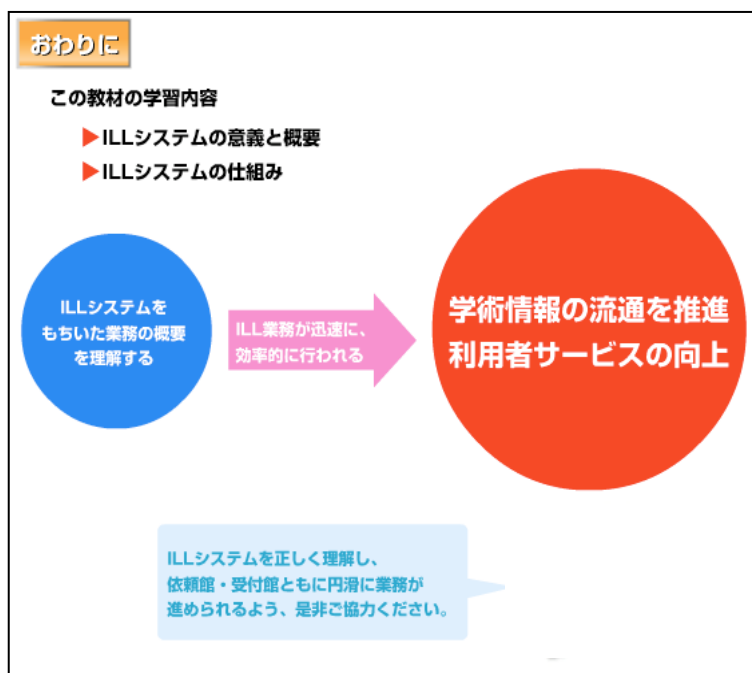 おわりに
この教材の学習内容
▶ILLシステムの意義と概要
▶ILLシステムの仕組み
ILLシステムを
もちいた業務の概要
を理解する
ILL業務が迅速に、
効率的に行われる
学術情報の流通を推進
利用者サービスの向上
ILLシステムを正しく理解し、
依頼館・受付館ともに円滑に業務が
進められるよう、是非ご協力ください。